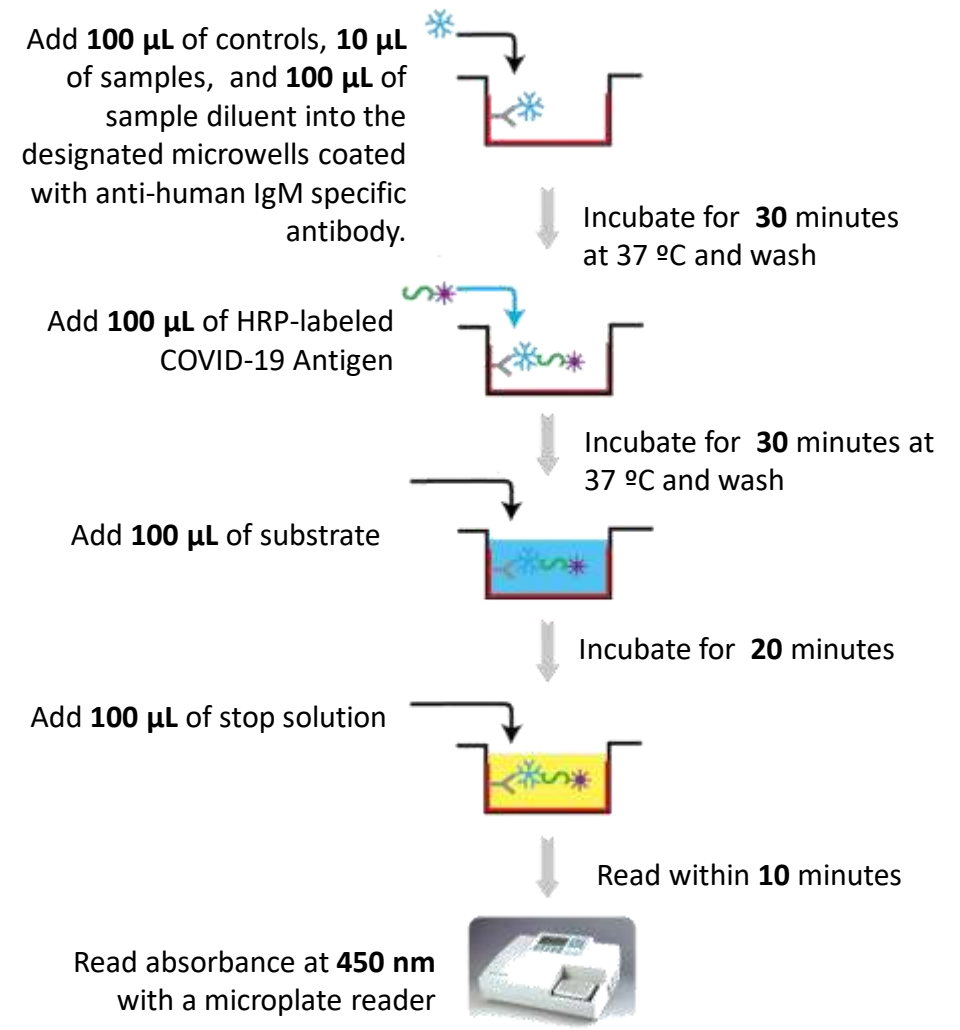 Add 100 µL of controls, 10 µL
of samples,  and 100 µL of
sample diluent into the
designated microwells coated
with anti-human IgM specific
antibody.
Incubate for  30 minutes
at 37 ºC and wash
Add 100 µL of HRP-labeled
COVID-19 Antigen
Incubate for  30 minutes at
37 ºC and wash
Add 100 µL of substrate
Incubate for  20 minutes
Add 100 µL of stop solution
Read within 10 minutes
Read absorbance at 450 nm
with a microplate reader